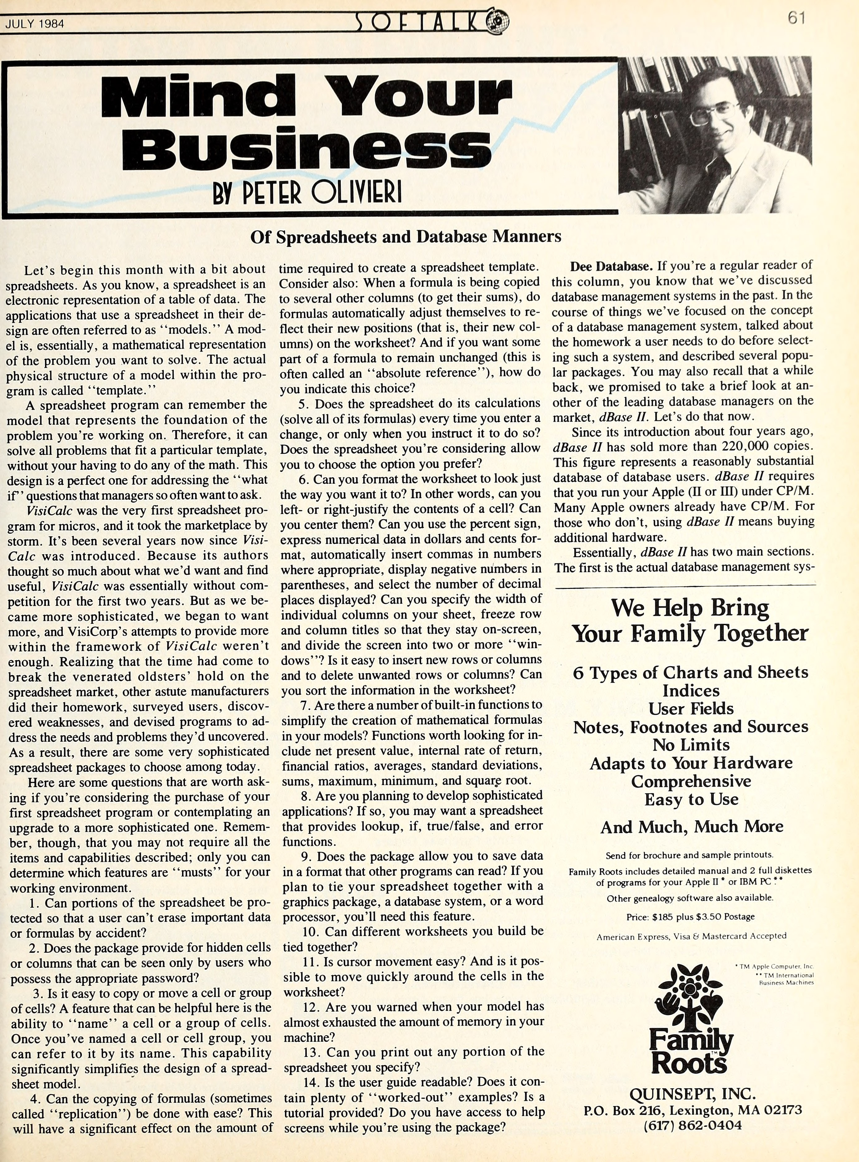 JULY 1984
SOFTALK
61
Mind Your
Business
BY PETER OLIVIERI
Of Spreadsheets and Database Manners
Let's begin this month with a bit about
spreadsheets. As you know, a spreadsheet is an
electronic representation of a table of data. The
applications that use a spreadsheet in their de-
sign are often referred to as “models.” A mod-
el is, essentially, a mathematical representation
of the problem you want to solve. The actual
physical structure of a model within the pro-
gram is called “template.”
A spreadsheet program can remember the
model that represents the foundation of the
problem you're working on. Therefore, it can
solve all problems that fit a particular template,
without your having to do any of the math. This
design is a perfect one for addressing the “what
if” questions that managers so often want to ask.
VisiCalc was the very first spreadsheet pro-
gram for micros, and it took the marketplace by
storm. It's been several years now since Visi-
Calc was introduced. Because its authors
thought so much about what we'd want and find
useful, VisiCalc was essentially without com-
petition for the first two years. But as we be-
came more sophisticated, we began to want
more, and VisiCorp's attempts to provide more
within the framework of VisiCalc weren't
enough. Realizing that the time had come to
break the venerated oldsters' hold on the
spreadsheet market, other astute manufacturers
did their homework, surveyed users, discov-
ered weaknesses, and devised programs to ad-
dress the needs and problems they'd uncovered.
As a result, there are some very sophisticated
spreadsheet packages to choose among today.
Here are some questions that are worth ask-
ing if you're considering the purchase of your
first spreadsheet program or contemplating an
upgrade to a more sophisticated one. Remem-
ber, though, that you may not require all the
items and capabilities described; only you can
determine which features are “musts” for your
working environment.
1. Can portions of the spreadsheet be pro-
tected so that a user can't erase important data
or formulas by accident?
2. Does the package provide for hidden cells
or columns that can be seen only by users who
possess the appropriate password?
3. Is it easy to copy or move a cell or group
of cells? A feature that can be helpful here is the
ability to “name” a cell or a group of cells.
Once you've named a cell or cell group, you
can refer to it by its name. This capability
significantly simplifies the design of a spread-
sheet model.
4. Can the copying of formulas (sometimes
called “replication”) be done with ease? This
will have a significant effect on the amount of
time required to create a spreadsheet template.
Consider also: When a formula is being copied
to several other columns (to get their sums), do
formulas automatically adjust themselves to re-
flect their new positions (that is, their new col-
umns) on the worksheet? And if you want some
part of a formula to remain unchanged (this is
often called an “absolute reference”), how do
you indicate this choice?
5. Does the spreadsheet do its calculations
(solve all of its formulas) every time you enter a
change, or only when you instruct it to do so?
Does the spreadsheet you're considering allow
you to choose the option you prefer?
6. Can you format the worksheet to look just
the way you want it to? In other words, can you
left- or right-justify the contents of a cell? Can
you center them? Can you use the percent sign,
express numerical data in dollars and cents for-
mat, automatically insert commas in numbers
where appropriate, display negative numbers in
parentheses, and select the number of decimal
places displayed? Can you specify the width of
individual columns on your sheet, freeze row
and column titles so that they stay on-screen,
and divide the screen into two or more “win-
dows”? Is it easy to insert new rows or columns
and to delete unwanted rows or columns? Can
you sort the information in the worksheet?
7. Are there a number of built-in functions to
simplify the creation of mathematical formulas
in your models? Functions worth looking for in-
clude net present value, internal rate of return,
financial ratios, averages, standard deviations,
sums, maximum, minimum, and square root.
8. Are you planning to develop sophisticated
applications? If so, you may want a spreadsheet
that provides lookup, if, true/false, and error
functions.
9. Does the package allow you to save data
in a format that other programs can read? If you
plan to tie your spreadsheet together with a
graphics package, a database system, or a word
processor, you'll need this feature.
10. Can different worksheets you build be
tied together?
11. Is cursor movement easy? And is it pos-
sible to move quickly around the cells in the
worksheet?
12. Are you warned when your model has
almost exhausted the amount of memory in your
machine?
13. Can you print out any portion of the
spreadsheet you specify?
14. Is the user guide readable? Does it con-
tain plenty of “worked-out” examples? Is a
tutorial provided? Do you have access to help
screens while you're using the package?
Dee Database. If you're a regular reader of
this column, you know that we've discussed
database management systems in the past. In the
course of things we've focused on the concept
of a database management system, talked about
the homework a user needs to do before select-
ing such a system, and described several popu-
lar packages. You may also recall that a while
back, we promised to take a brief look at an-
other of the leading database managers on the
market, dBase II. Let's do that now.
Since its introduction about four years ago,
dBase II has sold more than 220,000 copies.
This figure represents a reasonably substantial
database of database users. dBase II requires
that you run your Apple (II or III) under CP/M.
Many Apple owners already have CP/M. For
those who don't, using dBase II means buying
additional hardware.
Essentially, dBase II has two main sections.
The first is the actual database management sys-
We Help Bring
Your Family Together
6 Types of Charts and Sheets
Indices
User Fields
Notes, Footnotes and Sources
No Limits
Adapts to Your Hardware
Comprehensive
Easy to Use
And Much, Much More
Send for brochure and sample printouts.
Family Roots includes detailed manual and 2 full diskettes
of programs for your Apple II * or IBM PC **
Other genealogy software also available.
Price: $185 plus $3.50 Postage
American Express, Visa & Mastercard Accepted
* TM Apple Computer, Inc.
** TM International
Business Machines
Family
Roots
TM
QUINSEPT, INC.
P.O. Box 216, Lexington, MA 02173
(617) 862-0404